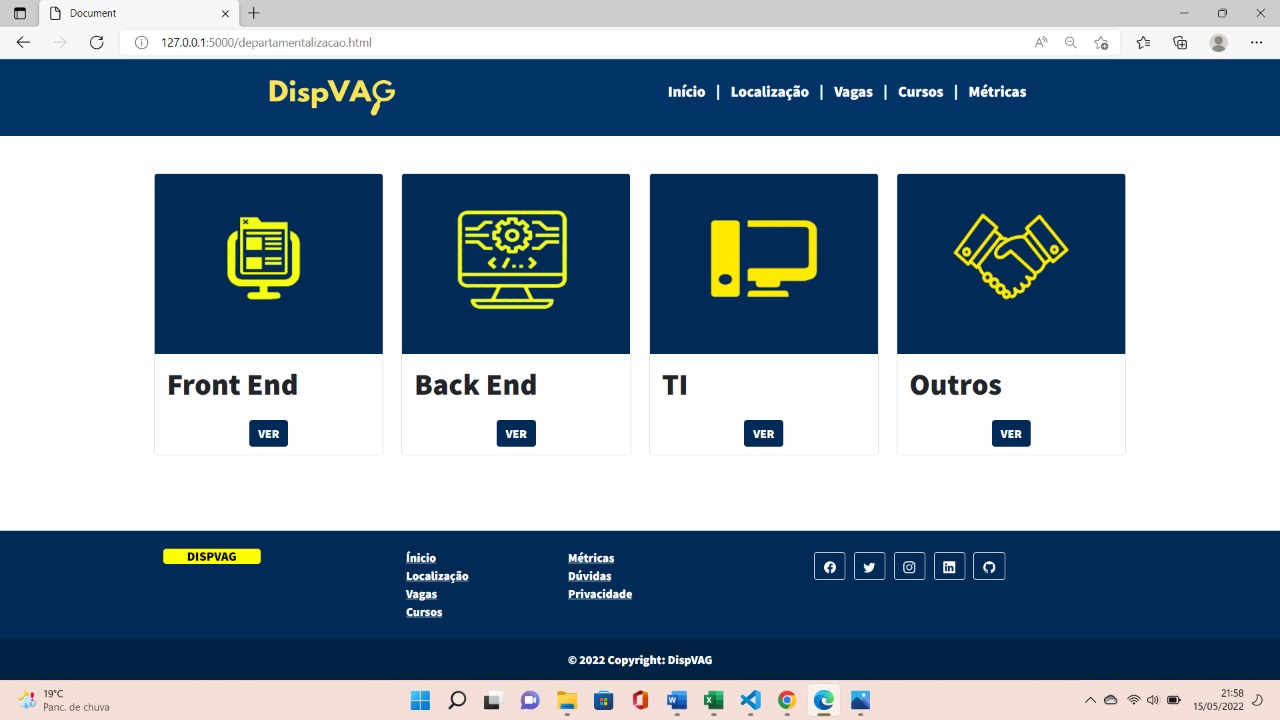 Document
127.0.0.1:5000/departamentalizacao.html
DispVAG
Início | Localização | Vagas | Cursos | Métricas
Front End
Back End
TI
Outros
VER
VER
VER
VER
DISPVAG
Ínicio
Localização
Vagas
Cursos
Métricas
Dúvidas
Privacidade
© 2022 Copyright: DispVAG
19°C
Panc. de chuva
21:58
15/05/2022